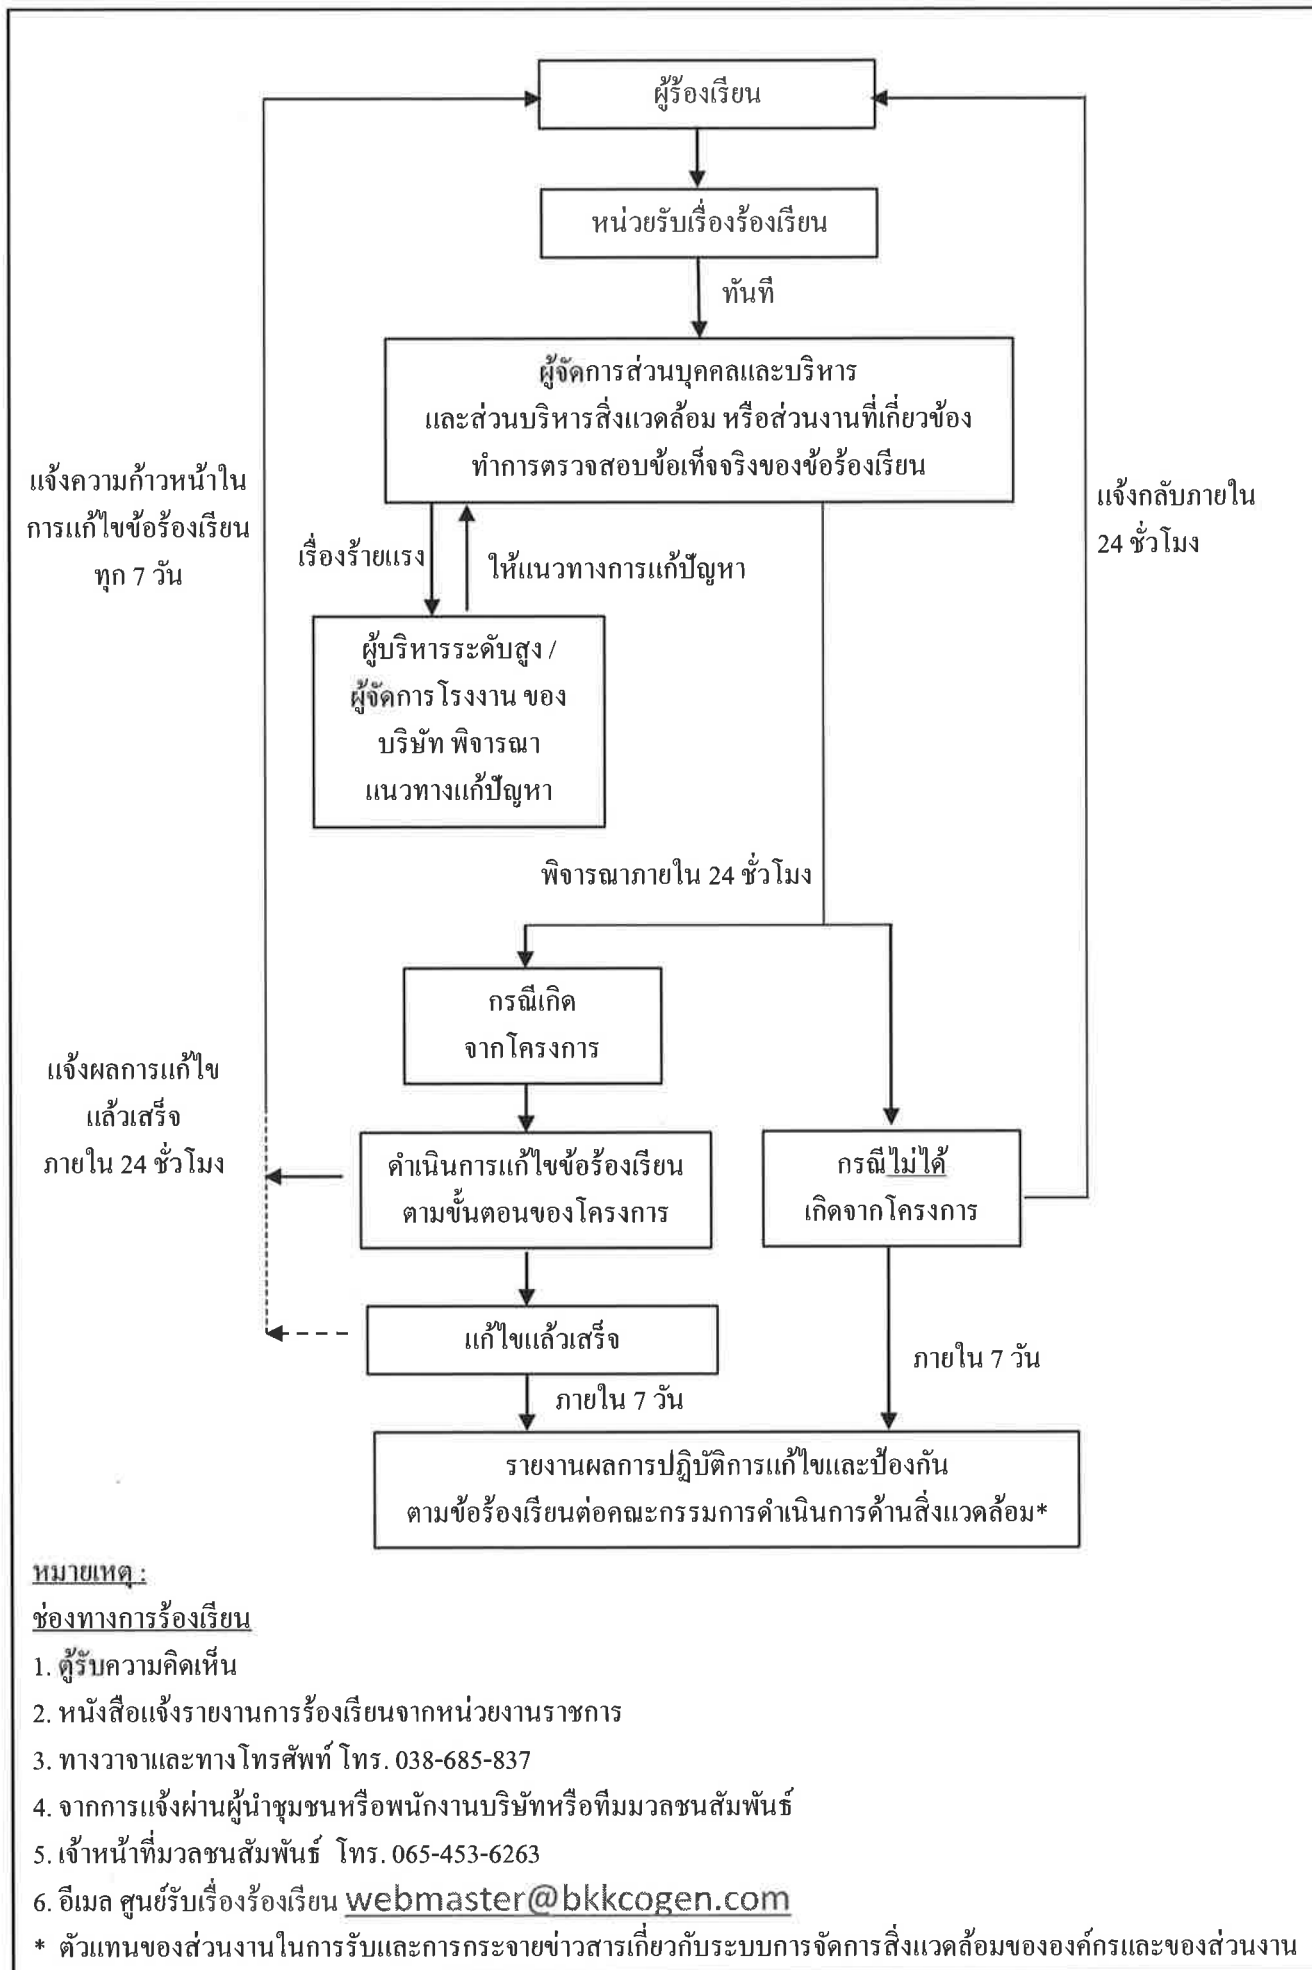 ผู้ร้องเรียน
หน่วยรับเรื่องร้องเรียน
ทันที
ผู้จัดการส่วนบุคคลและบริหาร
และส่วนบริหารสิ่งแวดล้อม หรือส่วนงานที่เกี่ยวข้อง
ทำการตรวจสอบข้อเท็จจริงของข้อร้องเรียน
แจ้งความก้าวหน้าใน
การแก้ไขข้อร้องเรียน
ทุก 7 วัน
แจ้งกลับภายใน
24 ชั่วโมง
เรื่องร้ายแรง
ให้แนวทางการแก้ปัญหา
ผู้บริหารระดับสูง /
ผู้จัดการโรงงาน ของ
บริษัท พิจารณา
แนวทางแก้ปัญหา
พิจารณาภายใน 24 ชั่วโมง
กรณีเกิด
จากโครงการ
แจ้งผลการแก้ไข
แล้วเสร็จ
ภายใน 24 ชั่วโมง
ดำเนินการแก้ไขข้อร้องเรียน
ตามขั้นตอนของโครงการ
กรณีไม่ได้
เกิดจากโครงการ
แก้ไขแล้วเสร็จ
ภายใน 7 วัน
ภายใน 7 วัน
รายงานผลการปฏิบัติการแก้ไขและป้องกัน
ตามข้อร้องเรียนต่อคณะกรรมการดำเนินการด้านสิ่งแวดล้อม*
หมายเหตุ :
ช่องทางการร้องเรียน
1. ตู้รับความคิดเห็น
2. หนังสือแจ้งรายงานการร้องเรียนจากหน่วยงานราชการ
3. ทางวาจาและทางโทรศัพท์ โทร. 038-685-837
4. จากการแจ้งผ่านผู้นำชุมชนหรือพนักงานบริษัทหรือทีมมวลชนสัมพันธ์
5. เจ้าหน้าที่มวลชนสัมพันธ์ โทร. 065-453-6263
6. อีเมล ศูนย์รับเรื่องร้องเรียน webmaster@bkkcogen.com
* ตัวแทนของส่วนงานในการรับและการกระจายข่าวสารเกี่ยวกับระบบการจัดการสิ่งแวดล้อมขององค์กรและของส่วนงาน